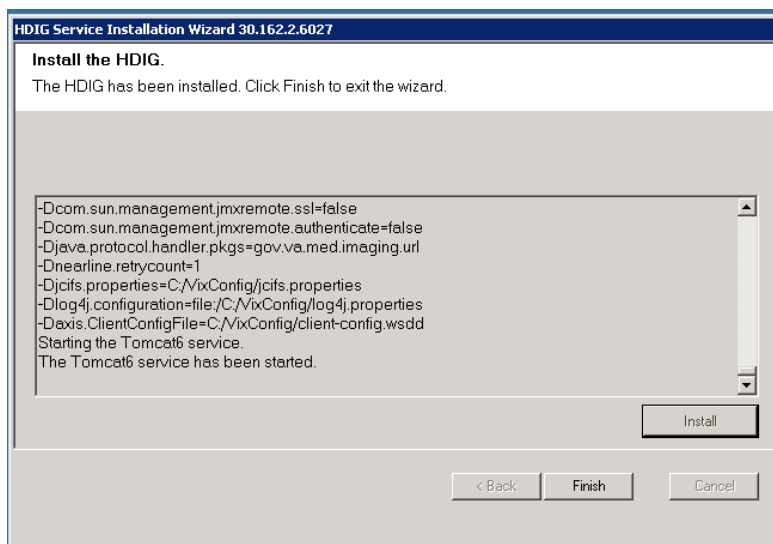 HDIG Service Installation Wizard 30.162.2.6027
Install the HDIG.
The HDIG has been installed. Click Finish to exit the wizard.
-Dcom.sun.management.jmxremote.ssl=false
-Dcom.sun.management.jmxremote.authenticate=false
-Djava.protocol.handler.pkgs=gov.va.med.imaging.url
-Dnearline.retrycount=1
-Djcifs.properties=C:/VixConfig/jcifs.properties
-Dlog4j.configuration=file:/C:/VixConfig/log4j.properties
-Daxis.ClientConfigFile=C:/VixConfig/client-config.wsdd
Starting the Tomcat6 service.
The Tomcat6 service has been started.
Install
< Back Finish Cancel